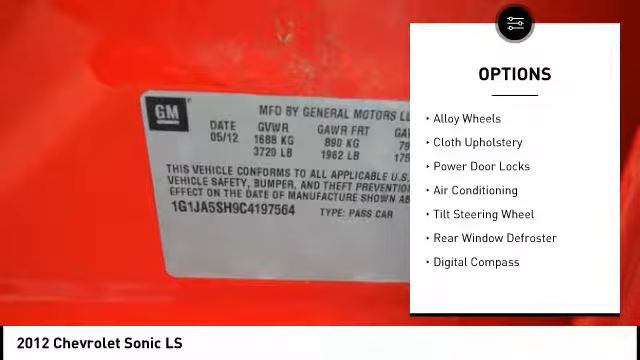 GM
MFD BY GENERAL MOTORS
DATE GVWR GAWR FRT
05/12 1688 KG 890 KG
3720 LB 1962 LB
THIS VEHICLE CONFORMS TO ALL APPLICABLE U.S.
VEHICLE SAFETY, BUMPER, AND THEFT
EFFECT ON THE DATE OF MANUFACTURE SHOWN
1G1JA5SH9C4197564 TYPE: PASS CAR
OPTIONS
• Alloy Wheels
• Cloth Upholstery
• Power Door Locks
• Air Conditioning
• Tilt Steering Wheel
• Rear Window Defroster
• Digital Compass
2012 Chevrolet Sonic LS